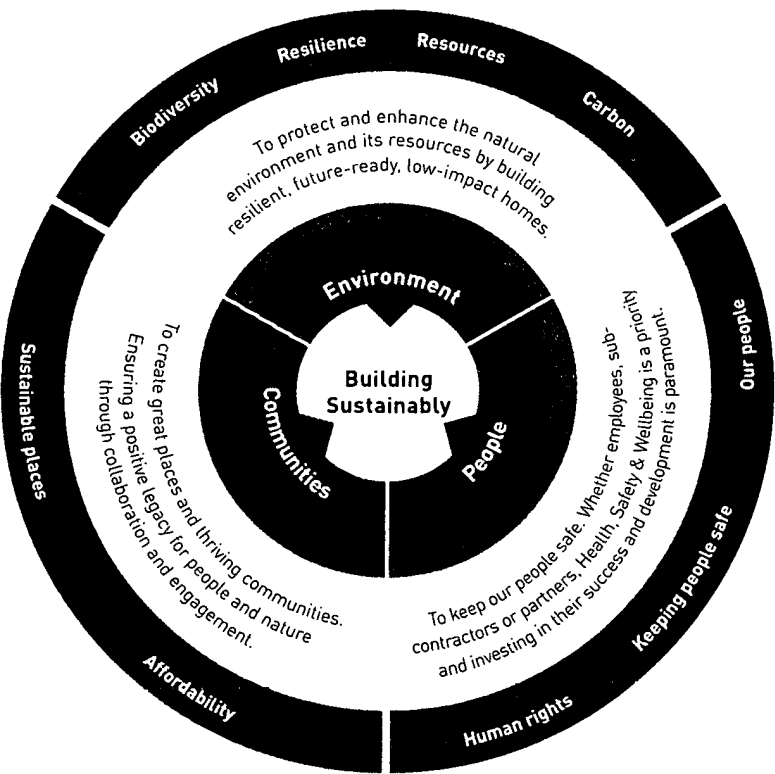 Biodiversity
Resilience
Resources
Carbon
To protect and enhance the natural
environment and its resources by building
resilient, future-ready, low-impact homes.
Environment
Building
Sustainably
Communities
People
Our people
Keeping people safe
Human rights
To keep our people safe. Whether employees, sub-
contractors or partners, Health, Safety & Wellbeing is a priority
and investing in their success and development is paramount.
To create great places and thriving communities.
Ensuring a positive legacy for people and nature
through collaboration and engagement.
Sustainable places
Affordability